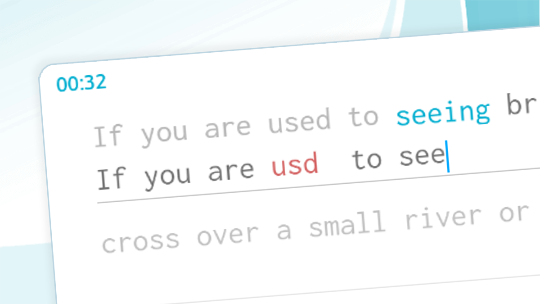 00:32
If you are used to seeing br
If you are usd  to see
cross over a small river or